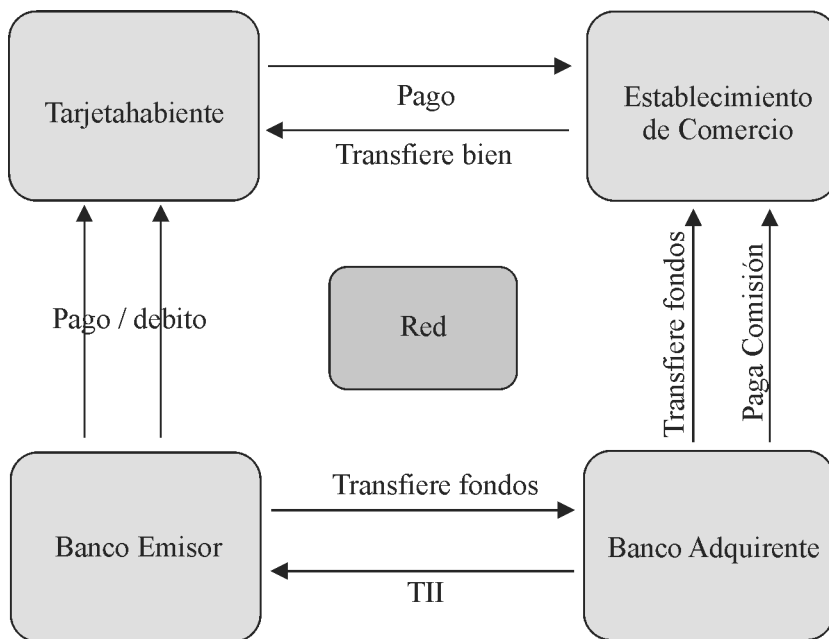 Tarjetahabiente
Pago
Transfiere bien
Establecimiento
de Comercio
Pago / debito
Red
Transfiere fondos
Paga Comisión
Banco Emisor
Transfiere fondos
TII
Banco Adquirente